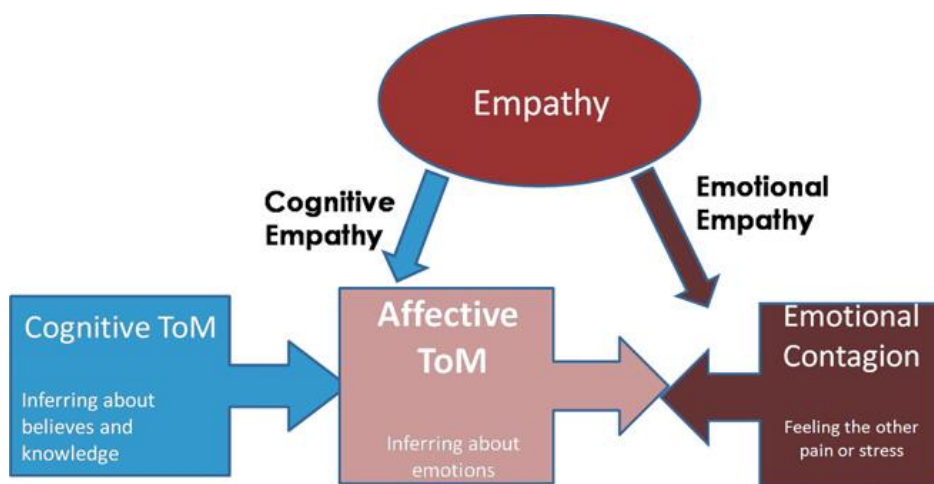 Empathy
Cognitive
Empathy
Emotional
Empathy
Cognitive ToM
Inferring about
believes and
knowledge
Affective
ToM
Inferring about
emotions
Emotional
Contagion
Feeling the other
pain or stress